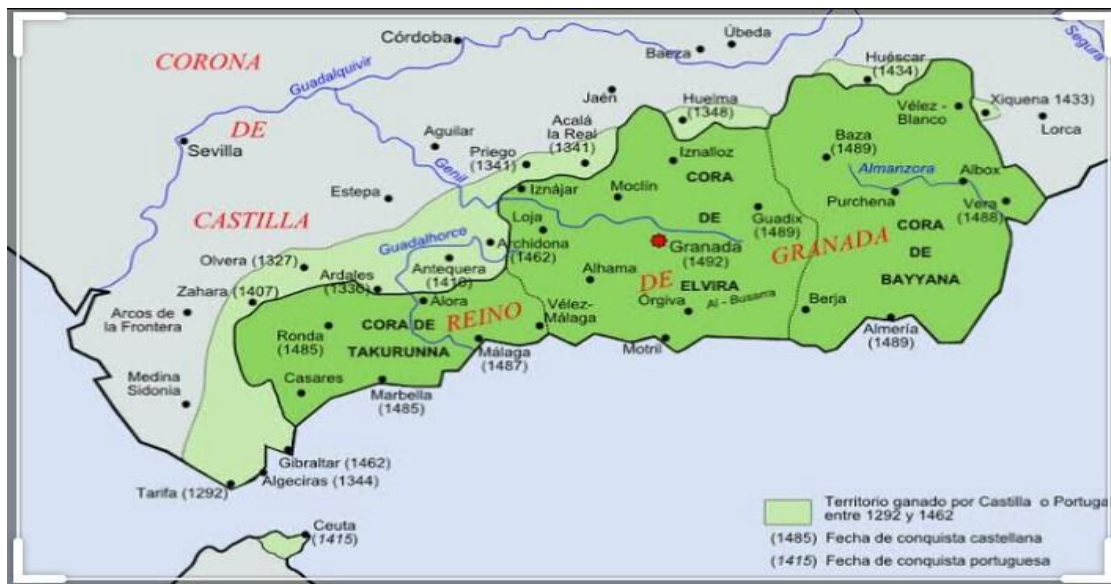 Córdoba
Úbeda
Baeza
Segura
CORONA
Guadalquivir
Huéscar
(1434)
Jaén
Huelma
(1348)
Vélez -
Blanco
Xiquena 1433)
Lorca
DE
Sevilla
Aguilar
Acalá
la Real
(1341)
Priego
(1341)
Genil
Baza
(1489)
Iznalloz
Almanzora
Albox
Estepa
Iznájar
Moclín
CORA
Purchena
Vera
(1488)
CASTILLA
Loja
DE
Guadix
(1489)
CORA
Guadalhorce
Archidona
(1462)
Granada
(1492)
GRANADA
DE
Olvera (1327)
Antequera
(1410)
BAYYANA
Ardales
(1336)
Alhama
DE
ELVIRA
Zahara (1407)
Álora
Órgiva
Al - Busarra
Berja
Arcos de
la Frontera
REINO
Vélez-
Málaga
Ronda
(1485)
CORA DE
TAKURUNNA
Málaga
(1487)
Motril
Almería
(1489)
Medina
Sidonia
Casares
Marbella
(1485)
Gibraltar (1462)
Algeciras (1344)
Tarifa (1292)
Ceuta
(1415)
Territorio ganado por Castilla o Portuga
entre 1292 y 1462
(1485) Fecha de conquista castellana
(1415) Fecha de conquista portuguesa